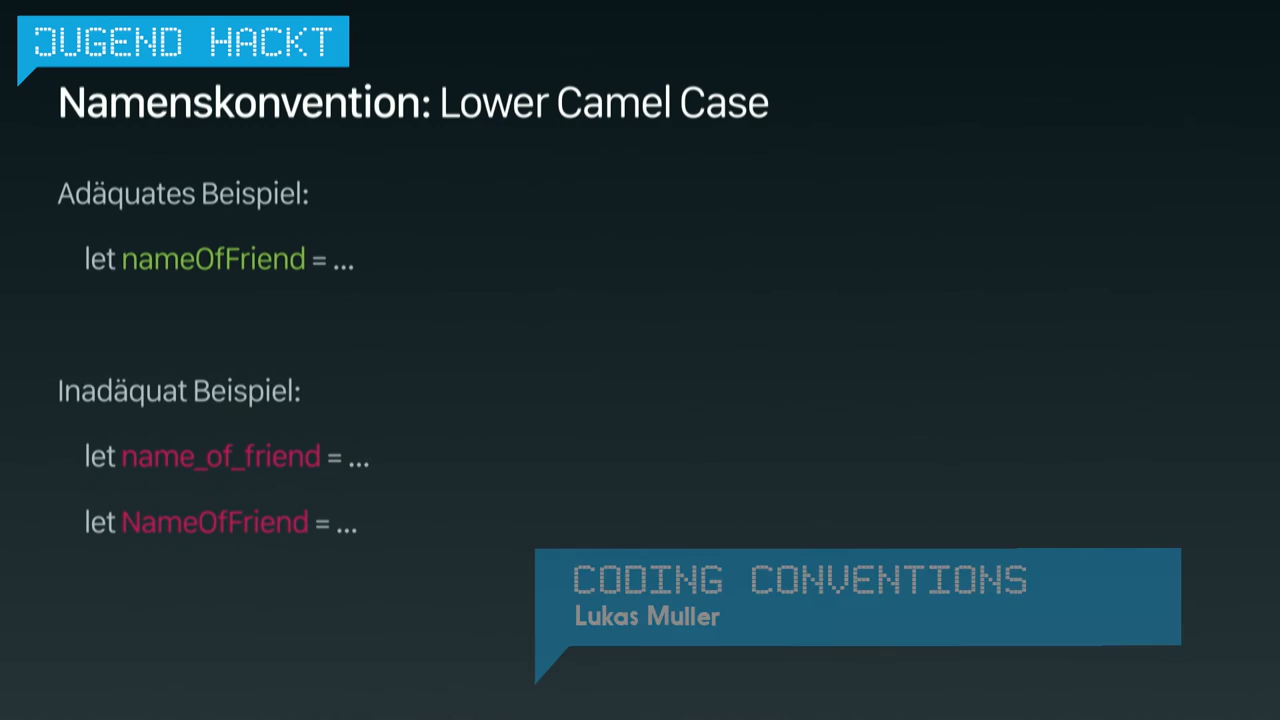 JUGEND HACKT
Namenskonvention: Lower Camel Case
Adäquates Beispiel:
let nameOfFriend = ...
Inadäquat Beispiel:
let name_of_friend = ...
let NameOfFriend = ...
CODING CONVENTIONS
Lukas Muller